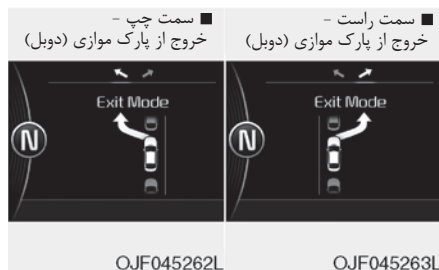 ■ سمت راست -
خروج از پارک موازی (دوبل)
Exit Mode
N
OJF045263L
■ سمت چپ -
خروج از پارک موازی (دوبل)
Exit Mode
N
OJF045262L